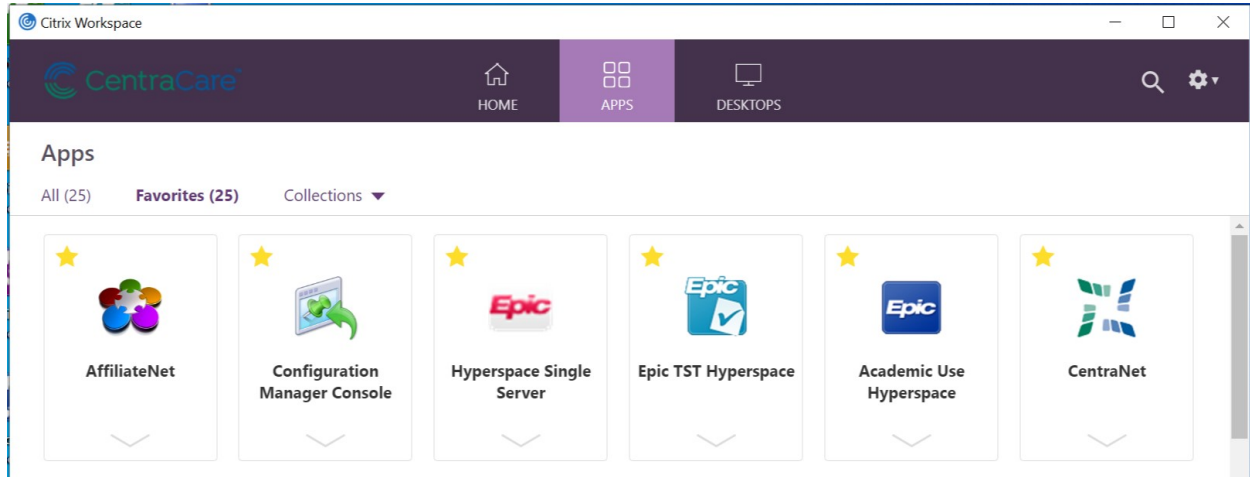 Citrix Workspace
CentraCare™
HOME
APPS
DESKTOPS
Apps
All (25)
Favorites (25)
Collections
AffiliateNet
Configuration
Manager Console
Epic
Hyperspace Single
Server
Epic
Epic TST Hyperspace
Epic
Academic Use
Hyperspace
CentraNet